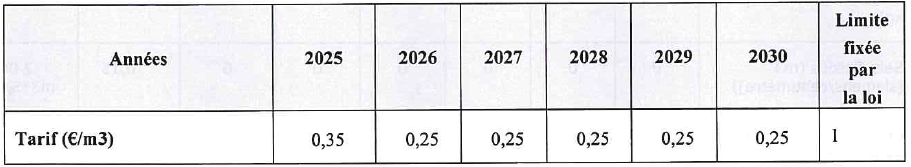 Années 2025 2026 2027 2028 2029 2030 Limite
fixée
par
la loi
Tarif (€/m3) 0,35 0,25 0,25 0,25 0,25 0,25 1